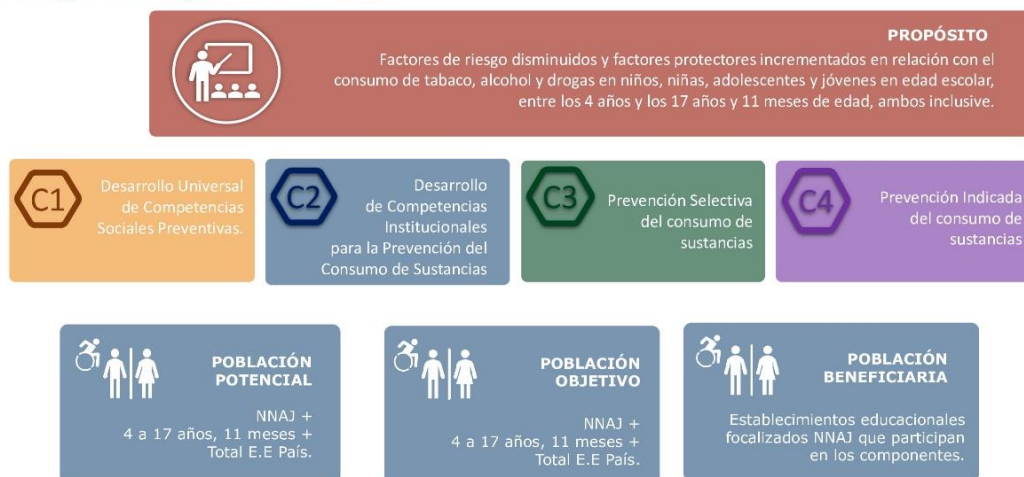 PROPÓSITO
Factores de riesgo disminuidos y factores protectores incrementados en relación con el
consumo de tabaco, alcohol y drogas en niños, niñas, adolescentes y jóvenes en edad escolar,
entre los 4 años y los 17 años y 11 meses de edad, ambos inclusive.
C1
Desarrollo Universal
de Competencias
Sociales Preventivas.
C2
Desarrollo
de Competencias
Institucionales
para la Prevención del
Consumo de Sustancias
C3
Prevención Selectiva
del consumo de
sustancias
C4
Prevención Indicada
del consumo de
sustancias
POBLACIÓN
POTENCIAL
NNAJ +
4 a 17 años, 11 meses +
Total E.E País.
POBLACIÓN
OBJETIVO
NNAJ +
4 a 17 años, 11 meses +
Total E.E País.
POBLACIÓN
BENEFICIARIA
Establecimientos educacionales
focalizados NNAJ que participan
en los componentes.